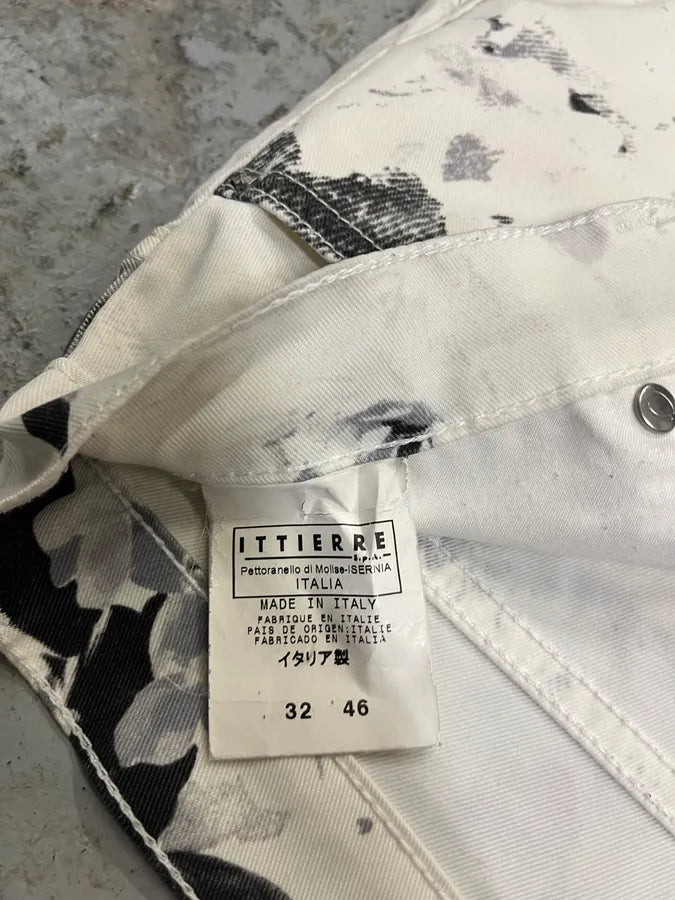 ITTIERRE
S.p.A.
Pettoranello di Molise-ISERNIA
ITALIA
MADE IN ITALY
FABRIQUE EN ITALIE
PAIS DE ORIGEN:ITALIE
FABRICADO EN ITALIA
イタリア製
32 46